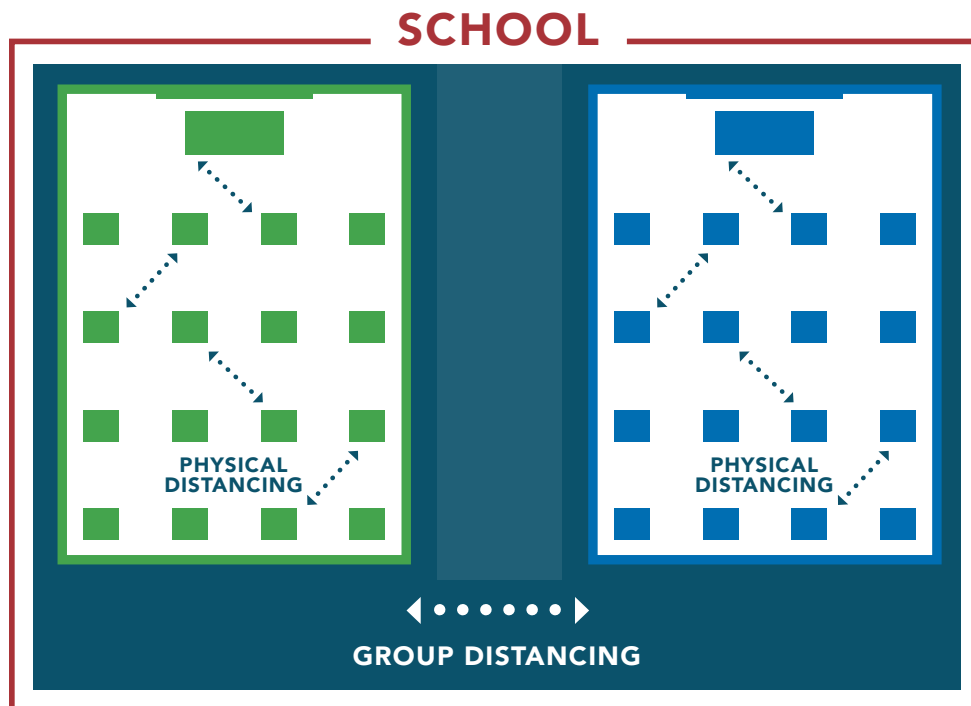 SCHOOL
PHYSICAL
DISTANCING
PHYSICAL
DISTANCING
GROUP DISTANCING